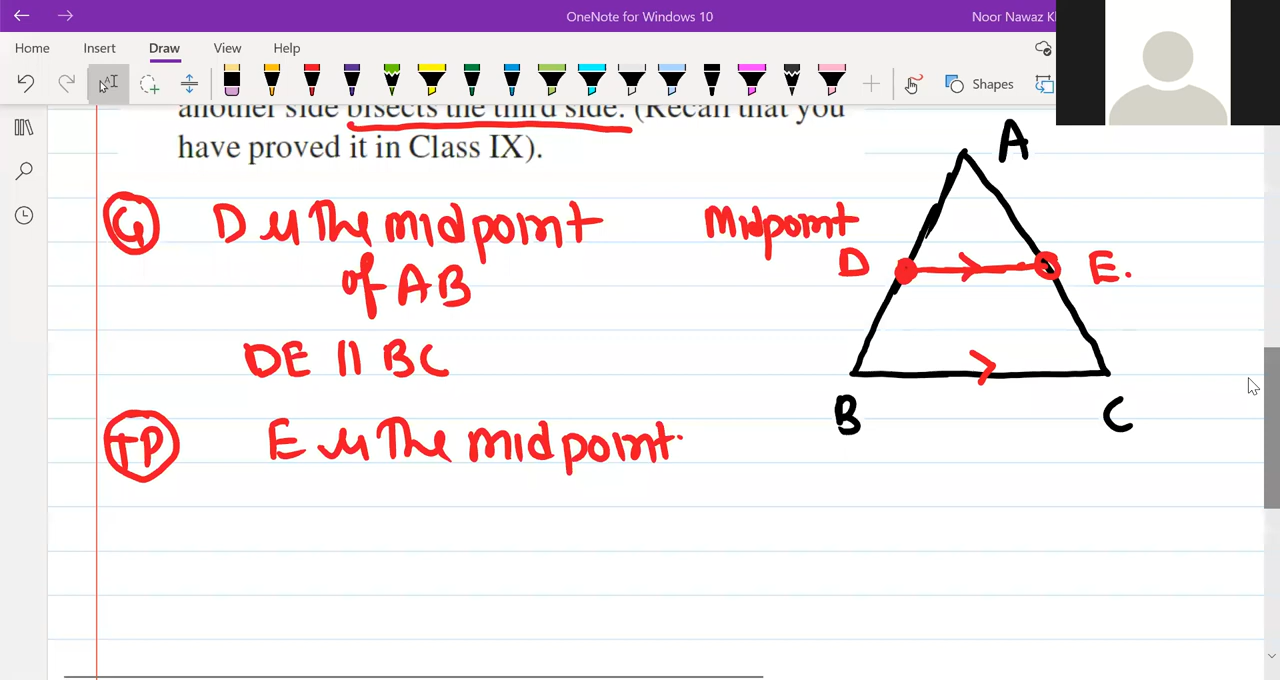 OneNote for Windows 10
Noor Nawaz Kh
Home Insert Draw View Help
Shapes
another side bisects the third side. (Recall that you
have proved it in Class IX).
A
G D is the midpoint
of AB
Midpoint
D E.
DE || BC
B C
TP E is the midpoint.